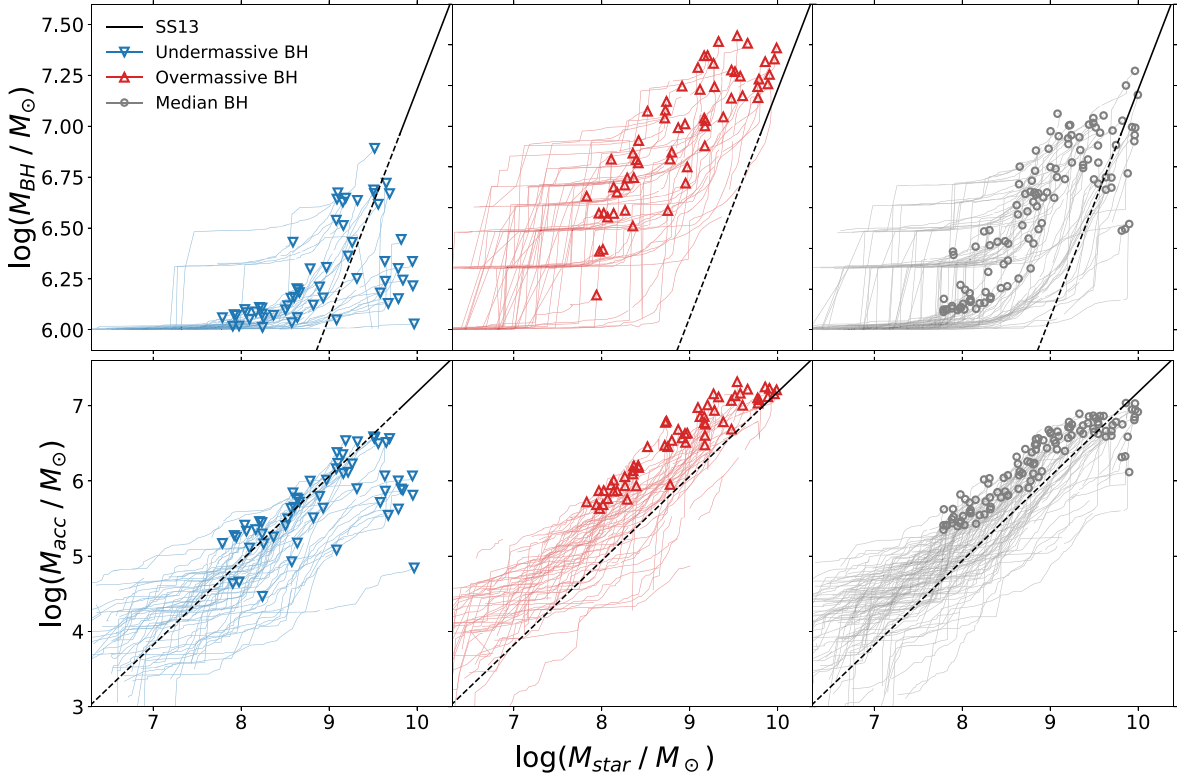 SS13
Undermassive BH
Overmassive BH
Median BH
log(M_BH / M_⊙)
7.50
7.25
7.00
6.75
6.50
6.25
6.00
log(M_acc / M_⊙)
7
6
5
4
3
7 8 9 10
7 8 9 10
7 8 9 10
log(M_star / M_⊙)